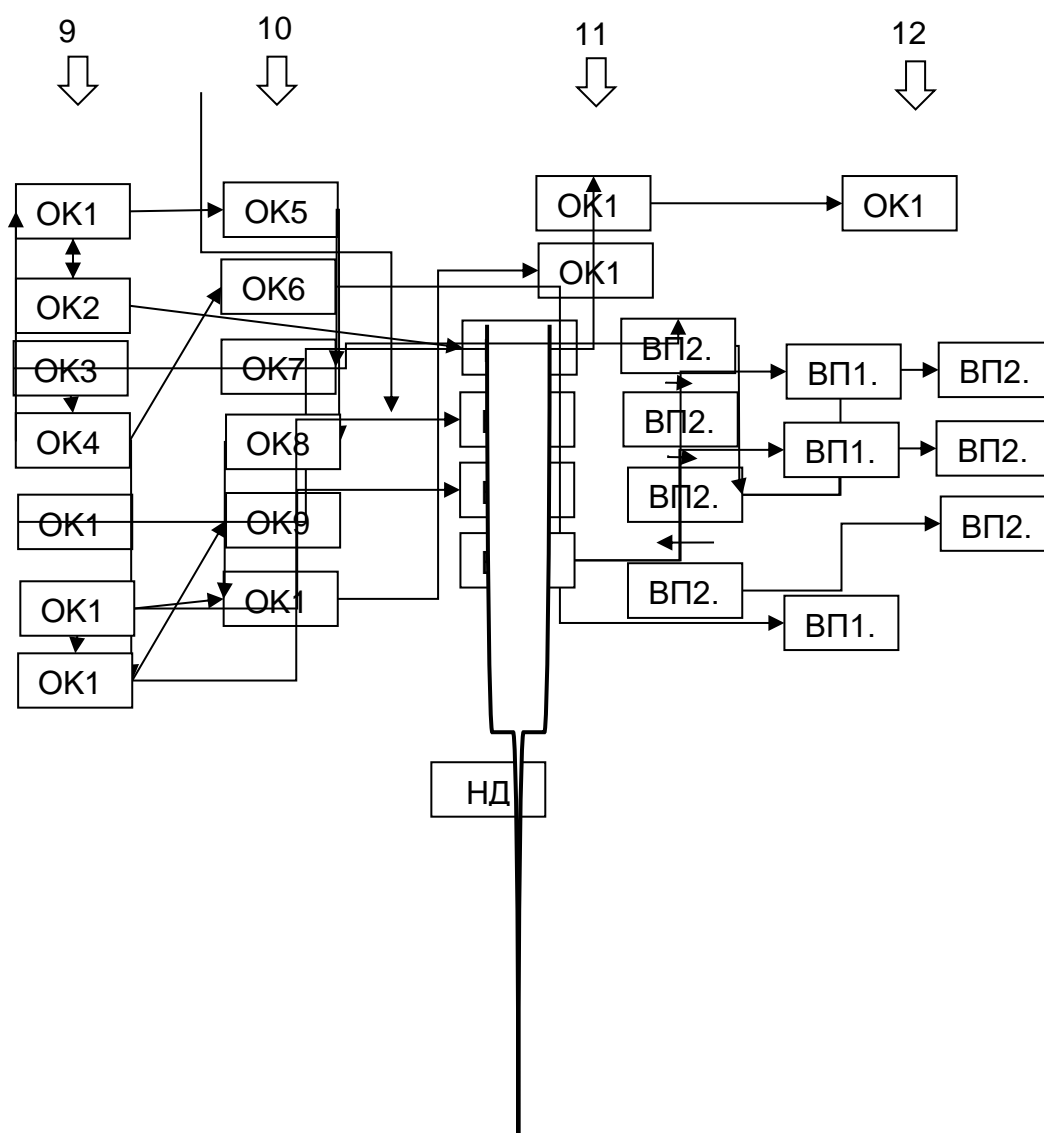 9 10 11 12
ОК1 ОК5 ОК1 ОК1
ОК6 ОК1
ОК2
ОК3 ОК7 ВП2. ВП1. ВП2.
ОК4 ОК8 ВП2. ВП1. ВП2.
ОК1 ОК9 ВП2. ВП2.
ОК1 ОК1 ВП2. ВП1.
ОК1
НД